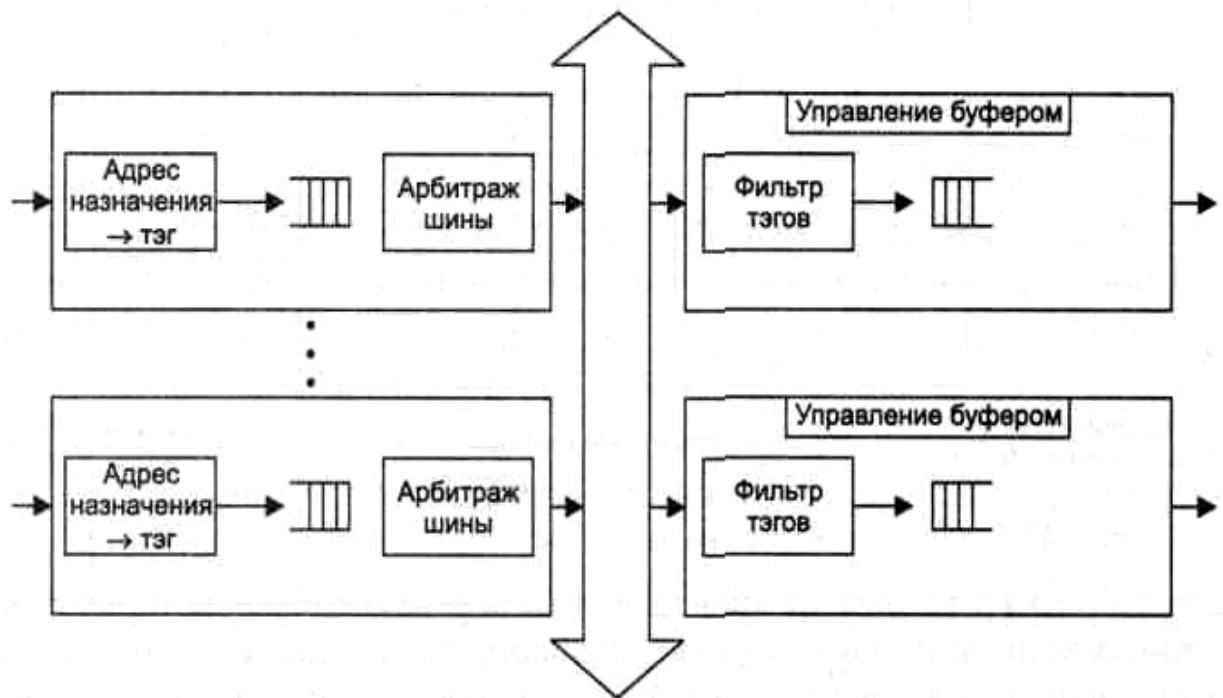 Управление буфером
Адрес
назначения
→ тэг
Арбитраж
шины
Фильтр
тэгов
Управление буфером
Адрес
назначения
→ тэг
Арбитраж
шины
Фильтр
тэгов